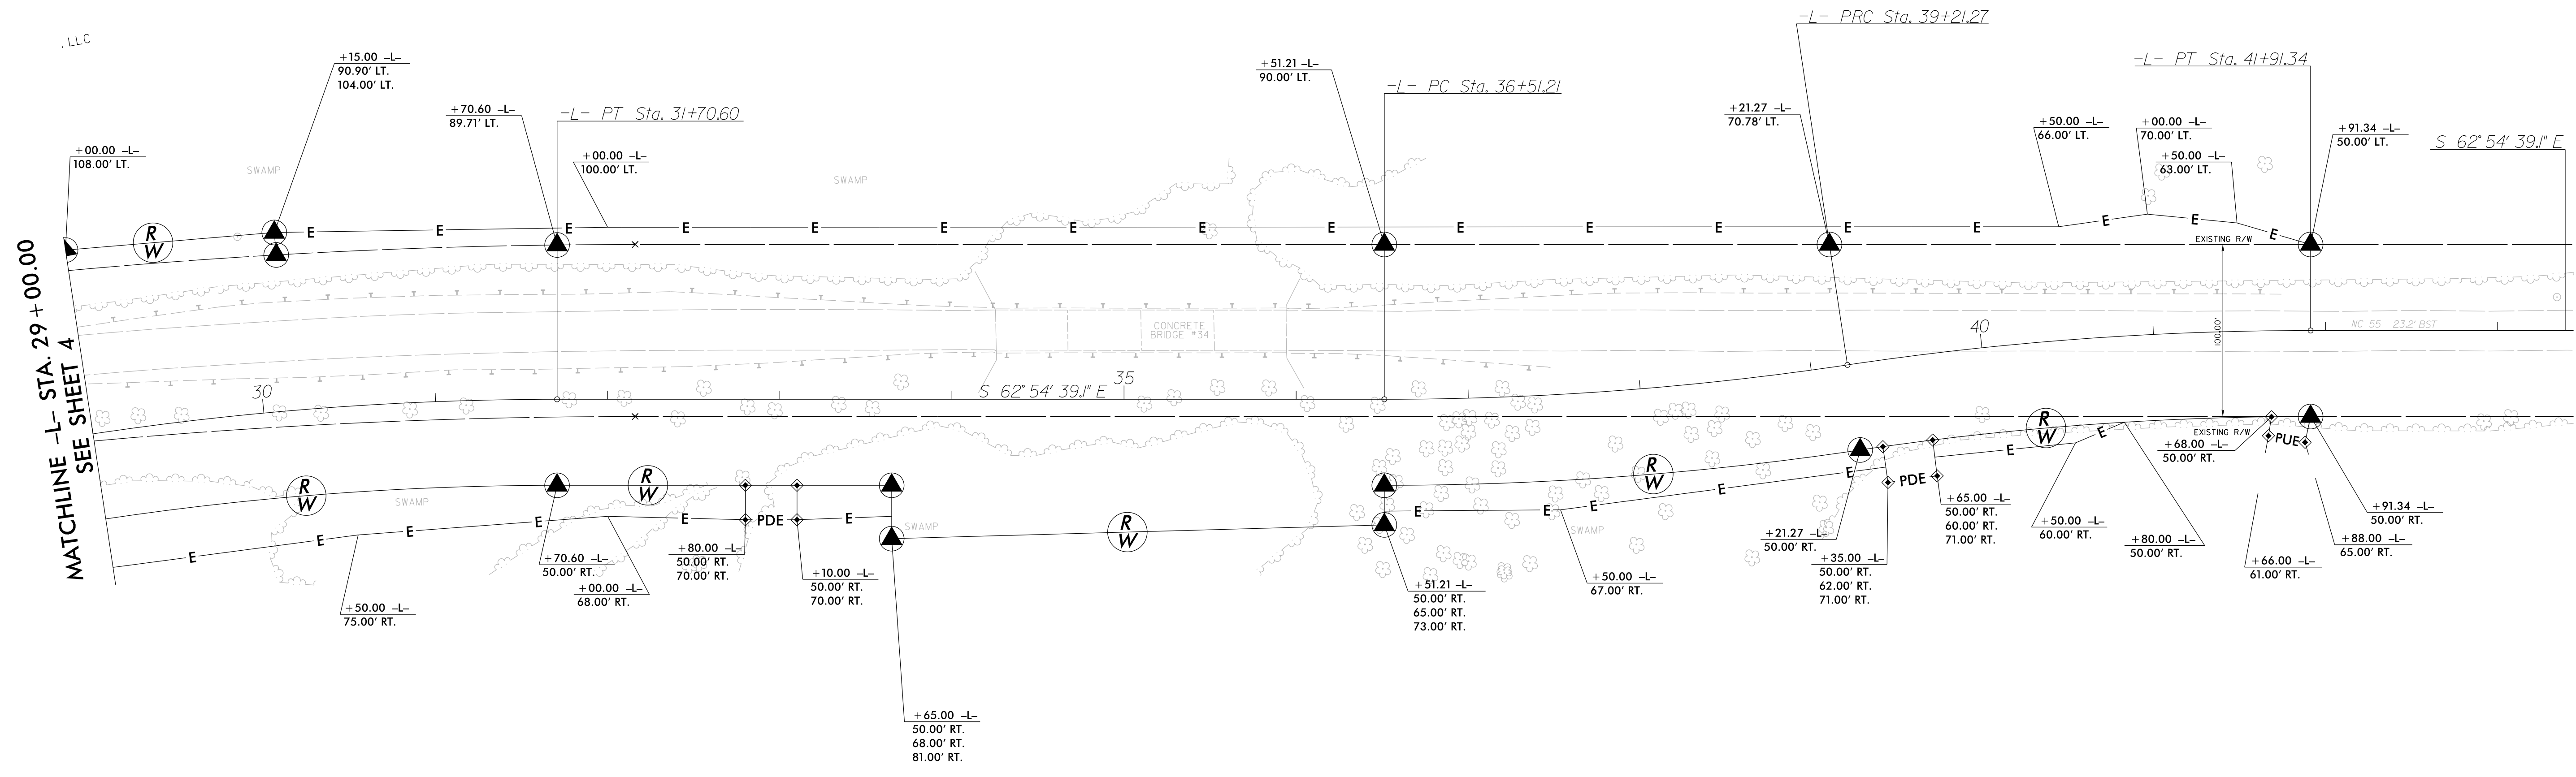 , LLC
+15.00 -L-
90.90' LT.
104.00' LT.
+00.00 -L-
108.00' LT.
+70.60 -L-
89.71' LT.
-L- PT Sta. 31+70.60
+00.00 -L-
100.00' LT.
+51.21 -L-
90.00' LT.
-L- PC Sta. 36+51.21
-L- PRC Sta. 39+21.27
+21.27 -L-
70.78' LT.
-L- PT Sta. 41+91.34
+50.00 -L-
66.00' LT.
+00.00 -L-
70.00' LT.
+50.00 -L-
63.00' LT.
+91.34 -L-
50.00' LT.
S 62° 54' 39.1" E
SWAMP
SWAMP
R
W
E E E E E E E E E E E E E E E E E
EXISTING R/W
MATCHLINE -L- STA. 29+00.00
SEE SHEET 4
CONCRETE
BRIDGE #34
100.00'
NC 55 23.2' BST
30
35
40
S 62° 54' 39.1" E
R
W
SWAMP
R
W
E E E E E
PDE
E
SWAMP
R
W
E E E E E
SWAMP
R
W
PDE
E
E
R
W
EXISTING R/W
PUE
+50.00 -L-
75.00' RT.
+70.60 -L-
50.00' RT.
+00.00 -L-
68.00' RT.
+80.00 -L-
50.00' RT.
70.00' RT.
+10.00 -L-
50.00' RT.
70.00' RT.
+65.00 -L-
50.00' RT.
68.00' RT.
81.00' RT.
+51.21 -L-
50.00' RT.
65.00' RT.
73.00' RT.
+50.00 -L-
67.00' RT.
+21.27 -L-
50.00' RT.
+35.00 -L-
50.00' RT.
62.00' RT.
71.00' RT.
+65.00 -L-
50.00' RT.
60.00' RT.
71.00' RT.
+50.00 -L-
60.00' RT.
+80.00 -L-
50.00' RT.
+68.00 -L-
50.00' RT.
+66.00 -L-
61.00' RT.
+88.00 -L-
65.00' RT.
+91.34 -L-
50.00' RT.